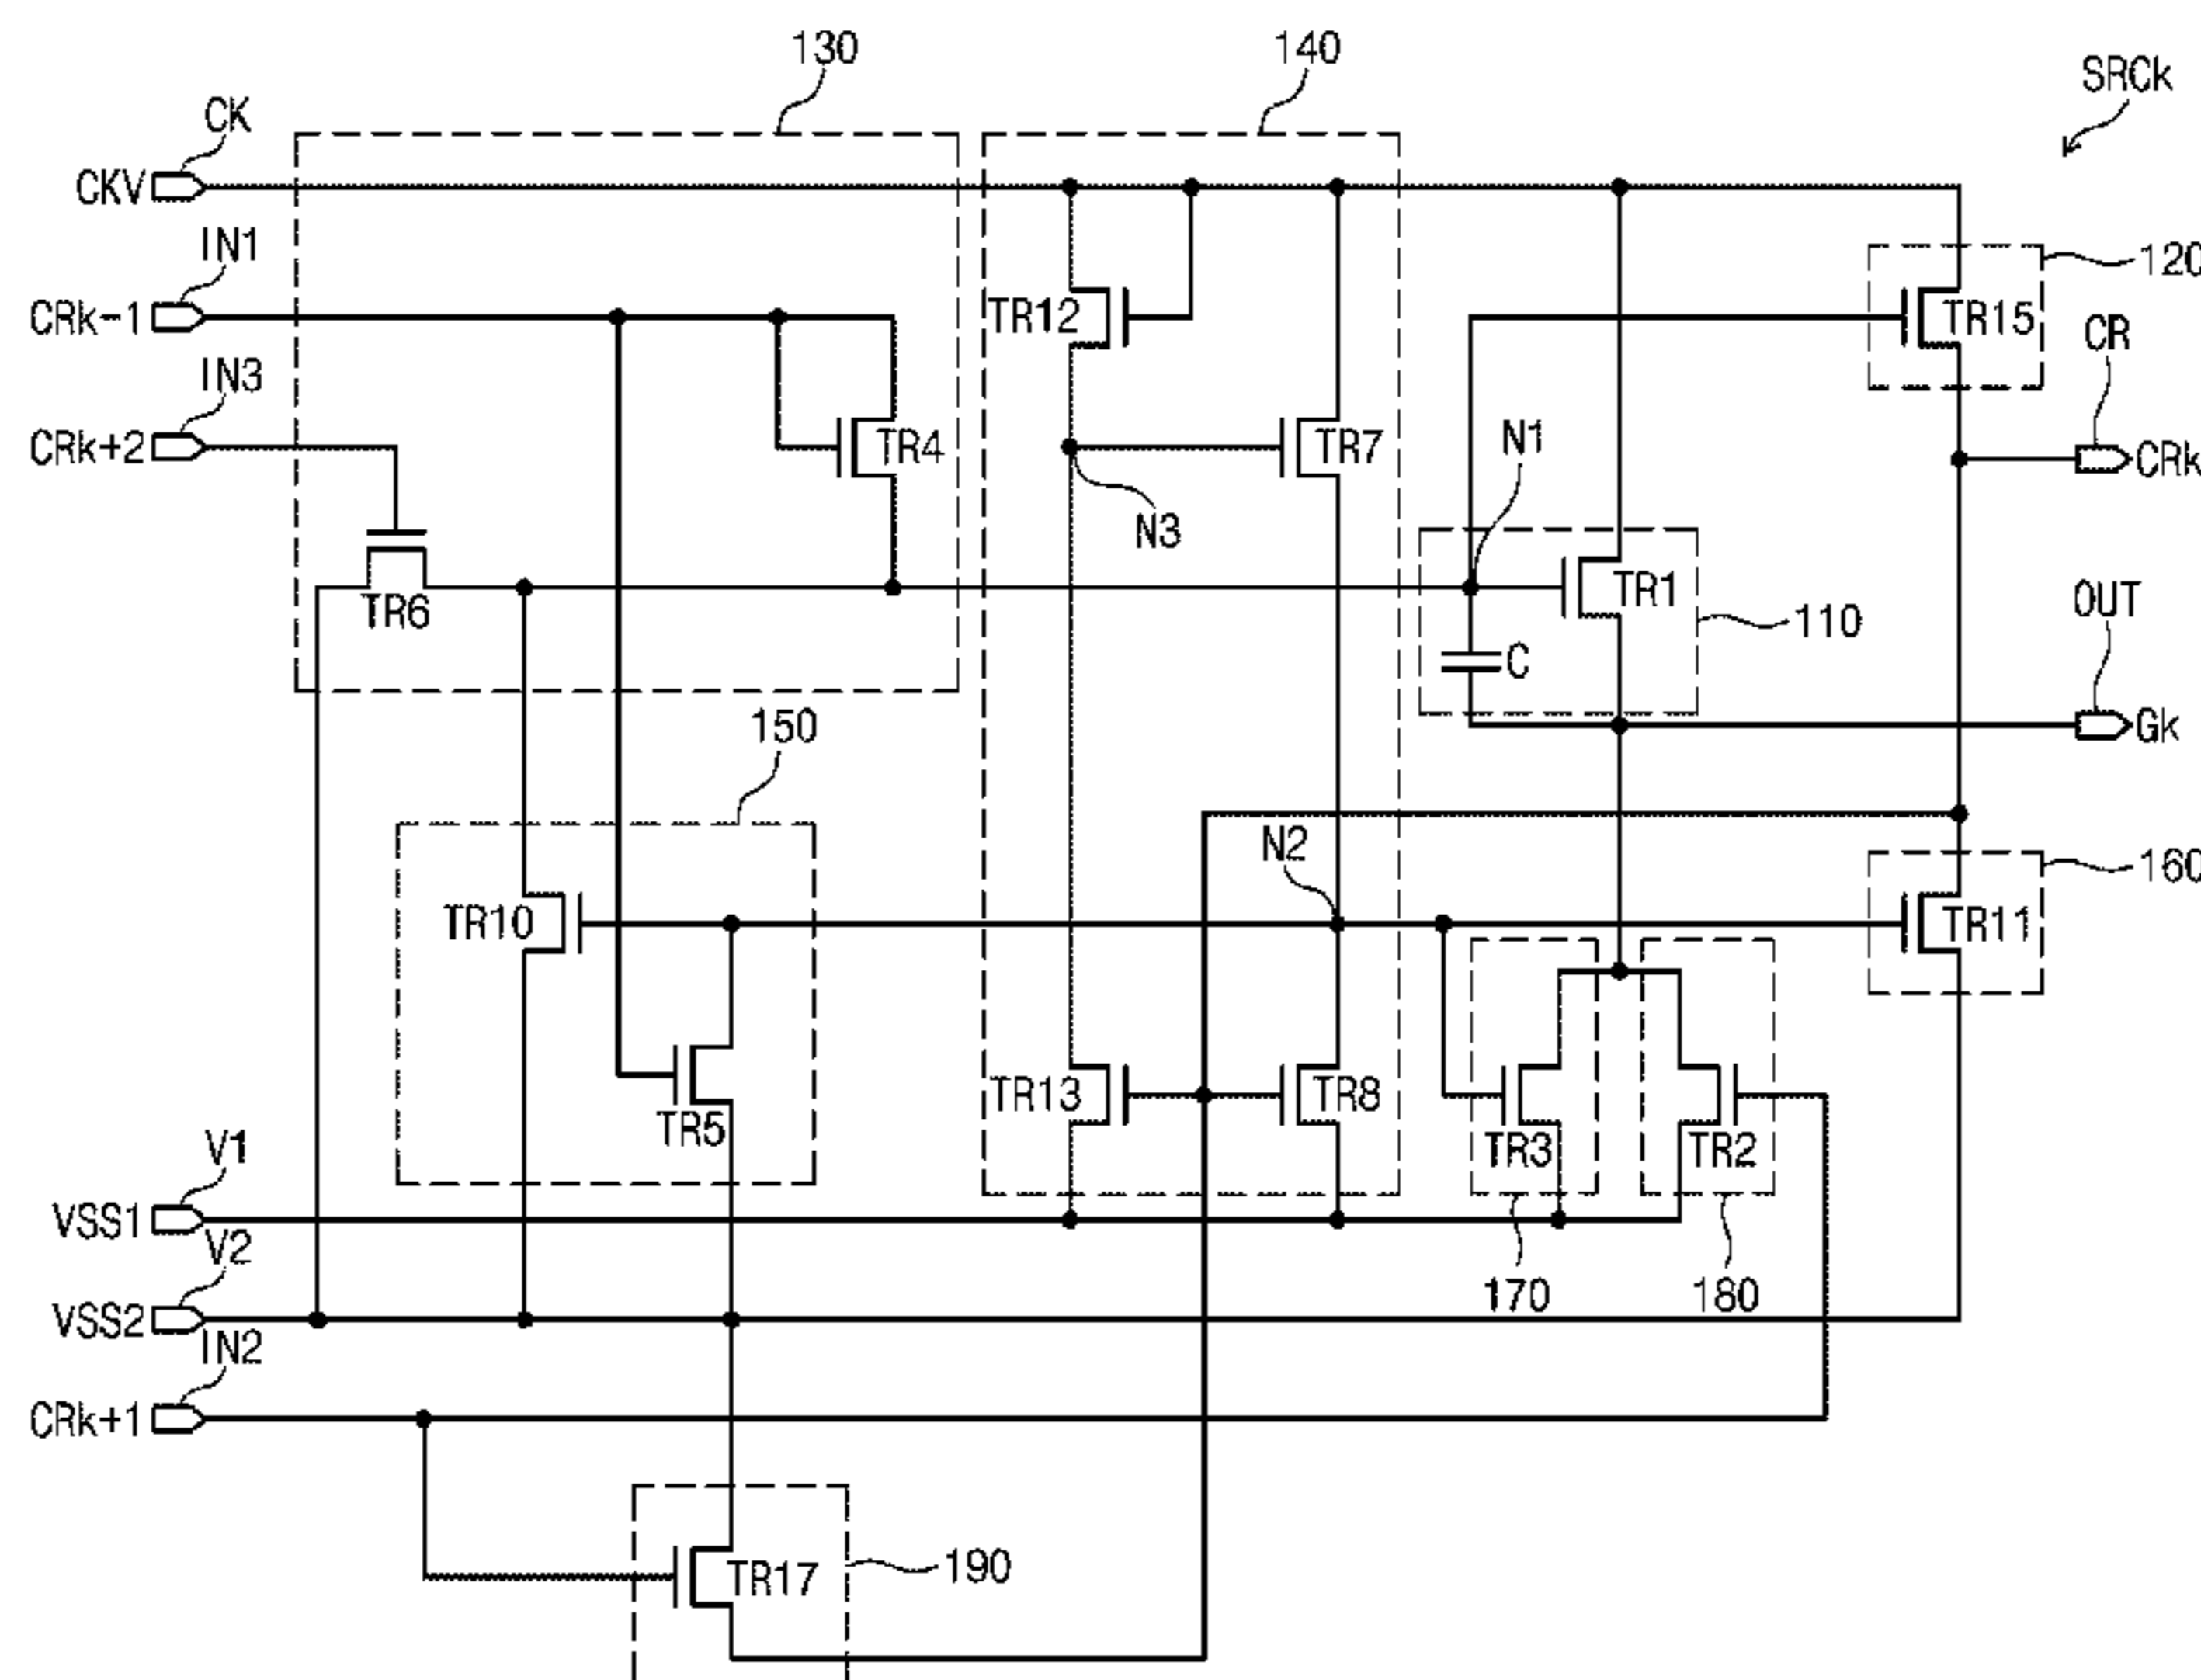 130
140
SRCk
CK
CKV
IN1
120
CRk-1
TR12
TR15
CR
IN3
CRk+2
TR4
TR7
N1
CRk
N3
TR6
TR1
OUT
110
C
150
Gk
N2
160
TR10
TR11
TR13
TR8
TR5
TR3
TR2
V1
VSS1
V2
170
180
VSS2
IN2
CRk+1
TR17
190